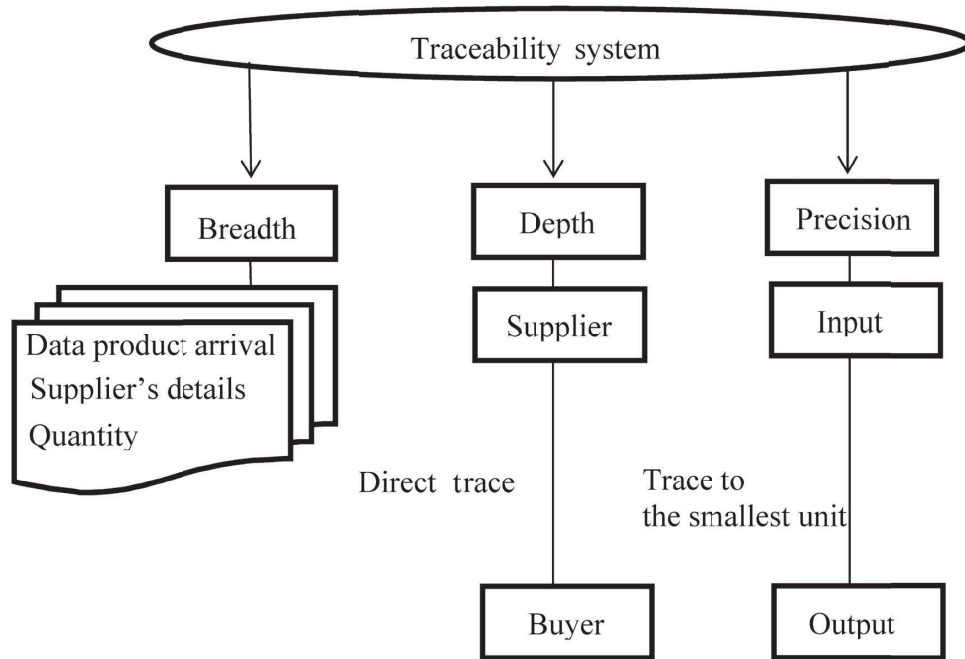 Traceability system
Breadth
Depth
Precision
Data product arrival
Supplier's details
Quantity
Supplier
Input
Direct trace
Trace to
the smallest unit
Buyer
Output